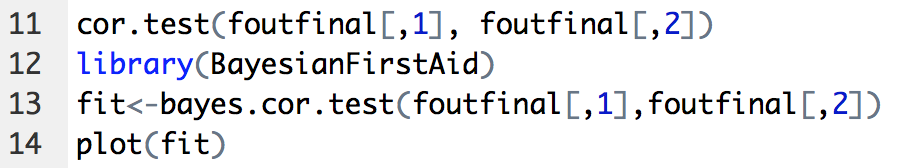 11 cor.test(foutfinal[,1], foutfinal[,2])
12 library(BayesianFirstAid)
13 fit<-bayes.cor.test(foutfinal[,1],foutfinal[,2])
14 plot(fit)